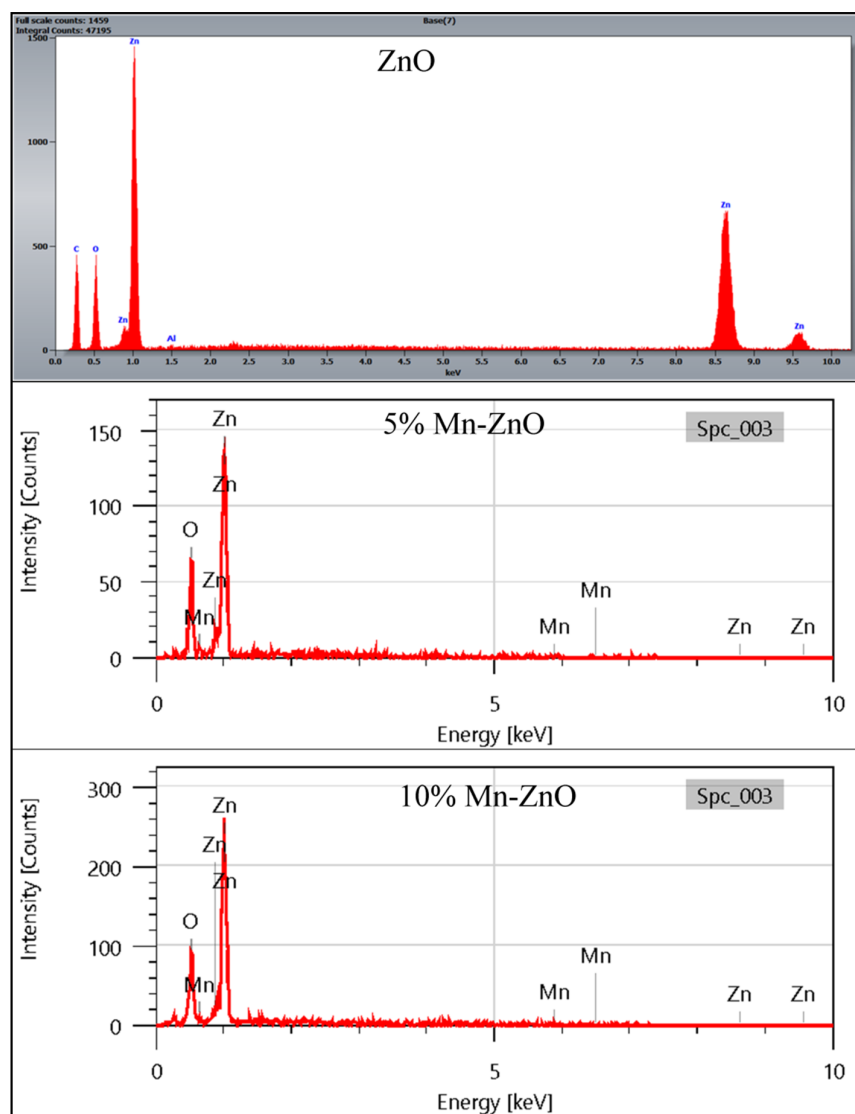 Full scale counts: 1459
Base(7)
Integral Counts: 47195
ZnO
1500
1000
500
0
Zn
C
O
Zn
Al
Zn
Zn
0.0 0.5 1.0 1.5 2.0 2.5 3.0 3.5 4.0 4.5 5.0 5.5 6.0 6.5 7.0 7.5 8.0 8.5 9.0 9.5 10.0
keV
5% Mn-ZnO
Spc_003
Intensity [Counts]
150
100
50
0
Zn
Zn
O
Zn
Mn
Mn
Mn
Zn
Zn
0 5 10
Energy [keV]
10% Mn-ZnO
Spc_003
Intensity [Counts]
300
200
100
0
Zn
Zn
Zn
O
Mn
Mn
Mn
Zn
Zn
0 5 10
Energy [keV]